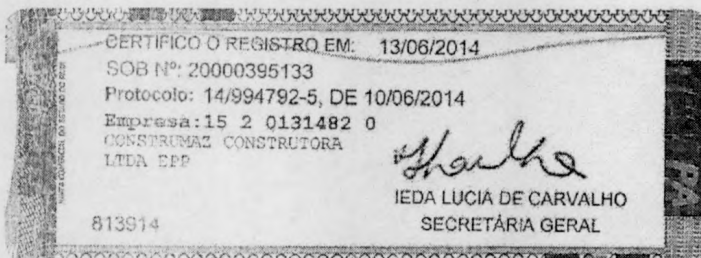 CERTIFICO O REGISTRO EM: 13/06/2014
SOB Nº: 20000395133
Protocolo: 14/994792-5, DE 10/06/2014
Empresa:15 2 0131482 0
CONSTRUMAZ CONSTRUTORA
LTDA EPP
IEDA LUCIA DE CARVALHO
SECRETÁRIA GERAL
813914
PA